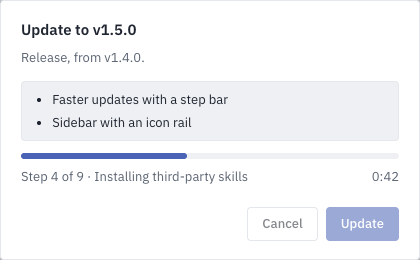 Update to v1.5.0
Release, from v1.4.0.
• Faster updates with a step bar
• Sidebar with an icon rail
Step 4 of 9 · Installing third-party skills 0:42
Cancel Update